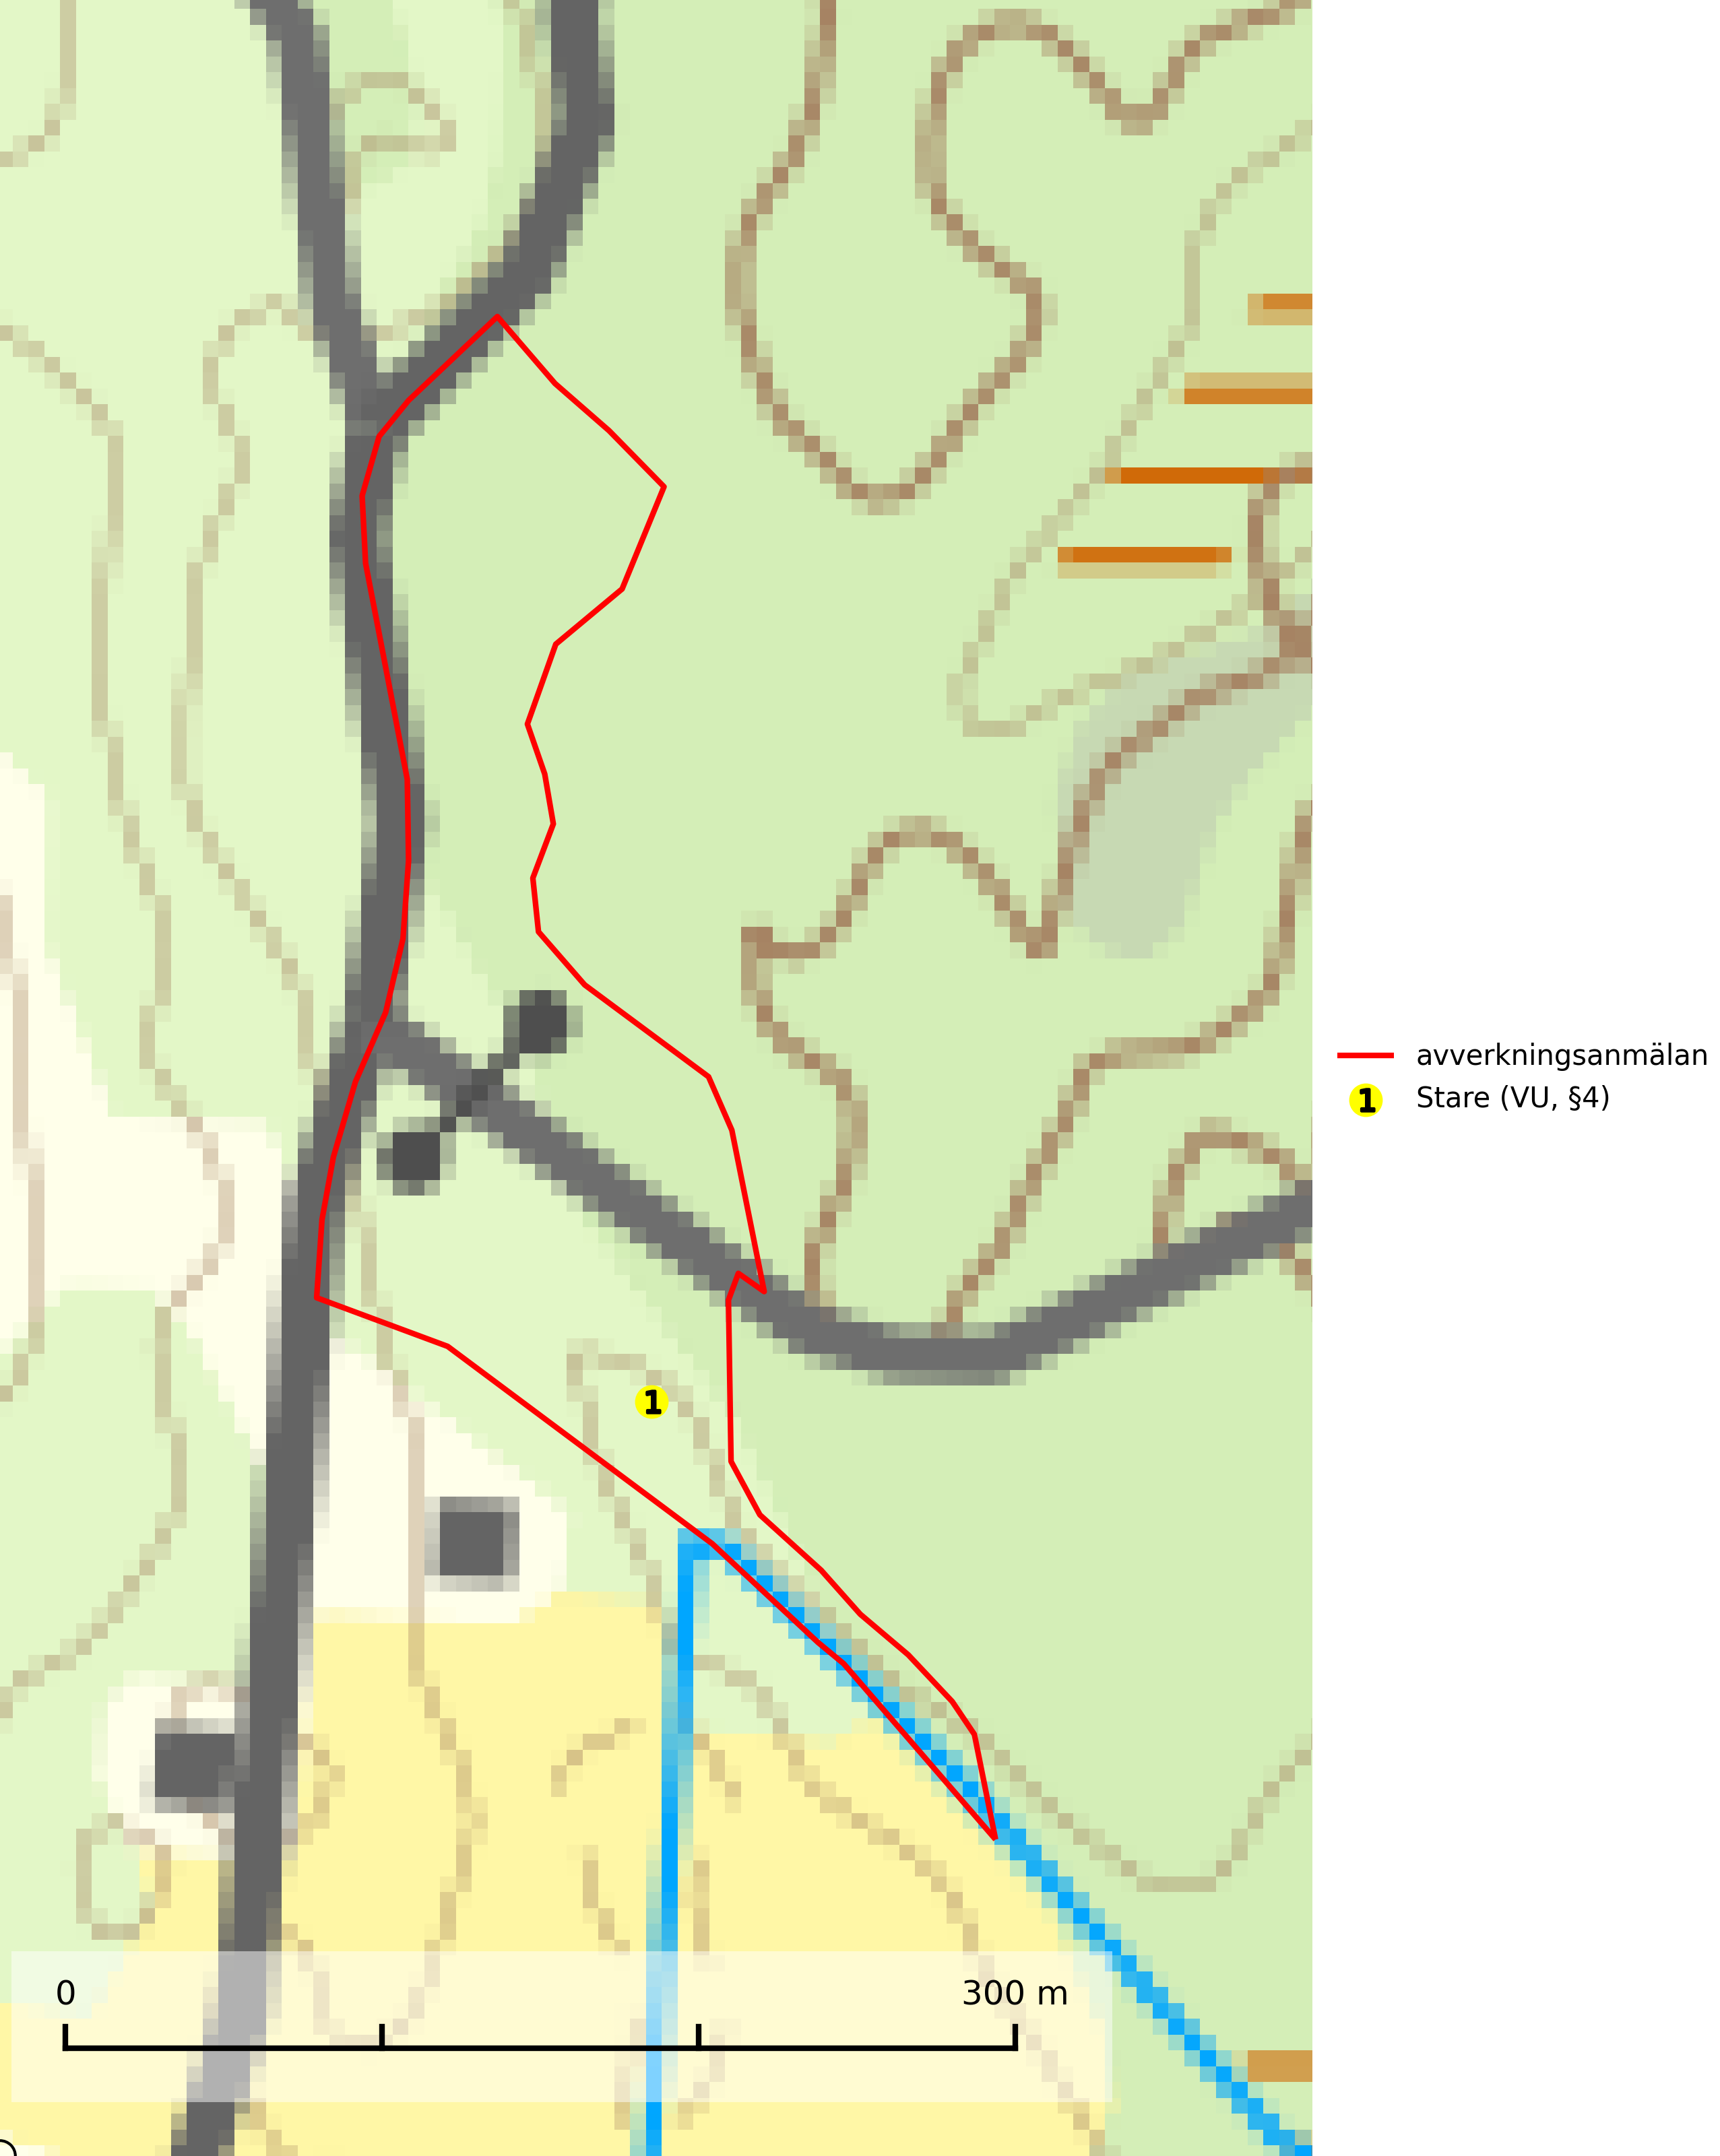 avverkningsanmälan
1 Stare (VU, §4)
1
0 300 m